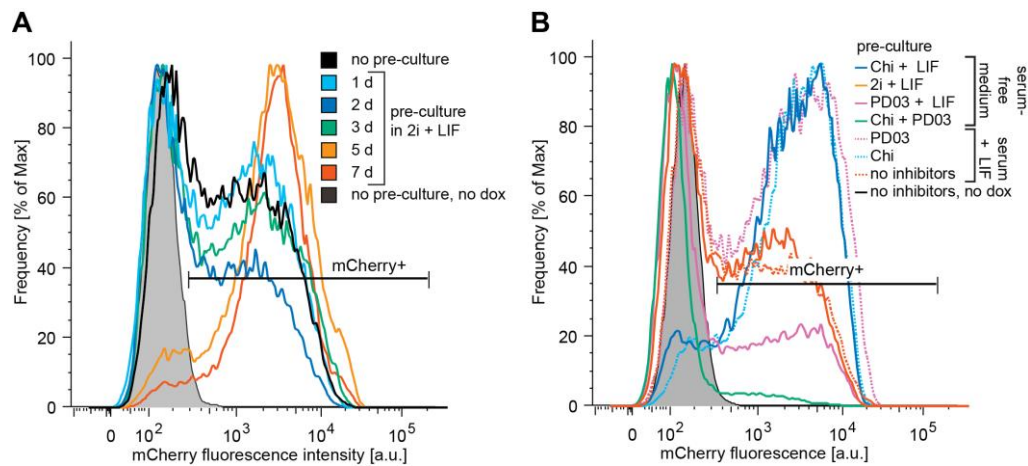 A
Frequency [% of Max]
100
80
60
40
20
0
no pre-culture
1 d
2 d
3 d
5 d
7 d
pre-culture
in 2i + LIF
no pre-culture, no dox
mCherry+
0 10² 10³ 10⁴ 10⁵
mCherry fluorescence intensity [a.u.]
B
Frequency [% of Max]
100
80
60
40
20
0
pre-culture
Chi + LIF
2i + LIF
PD03 + LIF
Chi + PD03
PD03
Chi
no inhibitors
no inhibitors, no dox
serum-
free
medium
serum
+ LIF
mCherry+
0 10² 10³ 10⁴ 10⁵
mCherry fluorescence [a.u.]